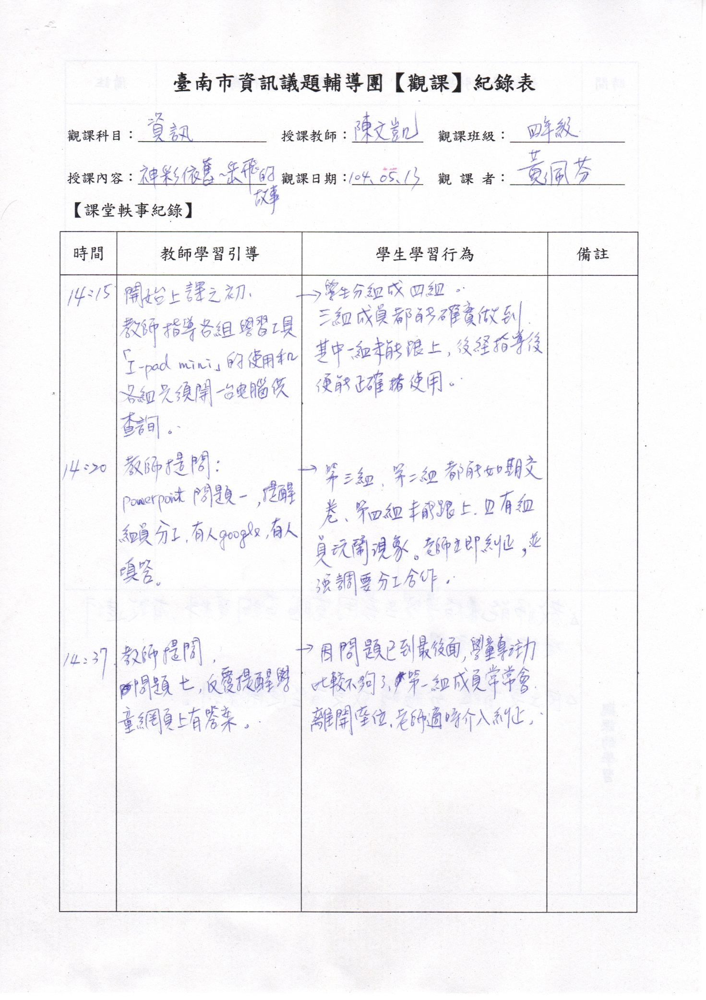 臺南市資訊議題輔導團【觀課】紀錄表
觀課科目：資訊 授課教師：陳文凱 觀課班級：四年級
授課內容：神彩依舊~岳飛的故事 觀課日期：104.05.13 觀課者：黃珮芬
【課堂軼事紀錄】
時間 教師學習引導 學生學習行為 備註
14:15
開始上課之初、
教師指導各組學習工具
「I-pad mini」的使用和
各組先須開一台電腦供
查詢。
→學生分組成四組。
三組成員都能確實做到
其中一組未能跟上,後經指導後
便能正確使用。
14:20
教師提問：
powerpoint 問題一,提醒
組員分工,有人google,有人
填答。
→第三組、第二組都能如期交
卷、第四組未能跟上.且有組
員玩鬧現象。老師立即糾正,並
強調要分工合作。
14:37
教師提問,
問題七,反覆提醒學
童網頁上有答案。
→因問題已到最後面,學童專注力
比較不夠了,第一組成員常常會
離開座位,老師適時介入糾正。